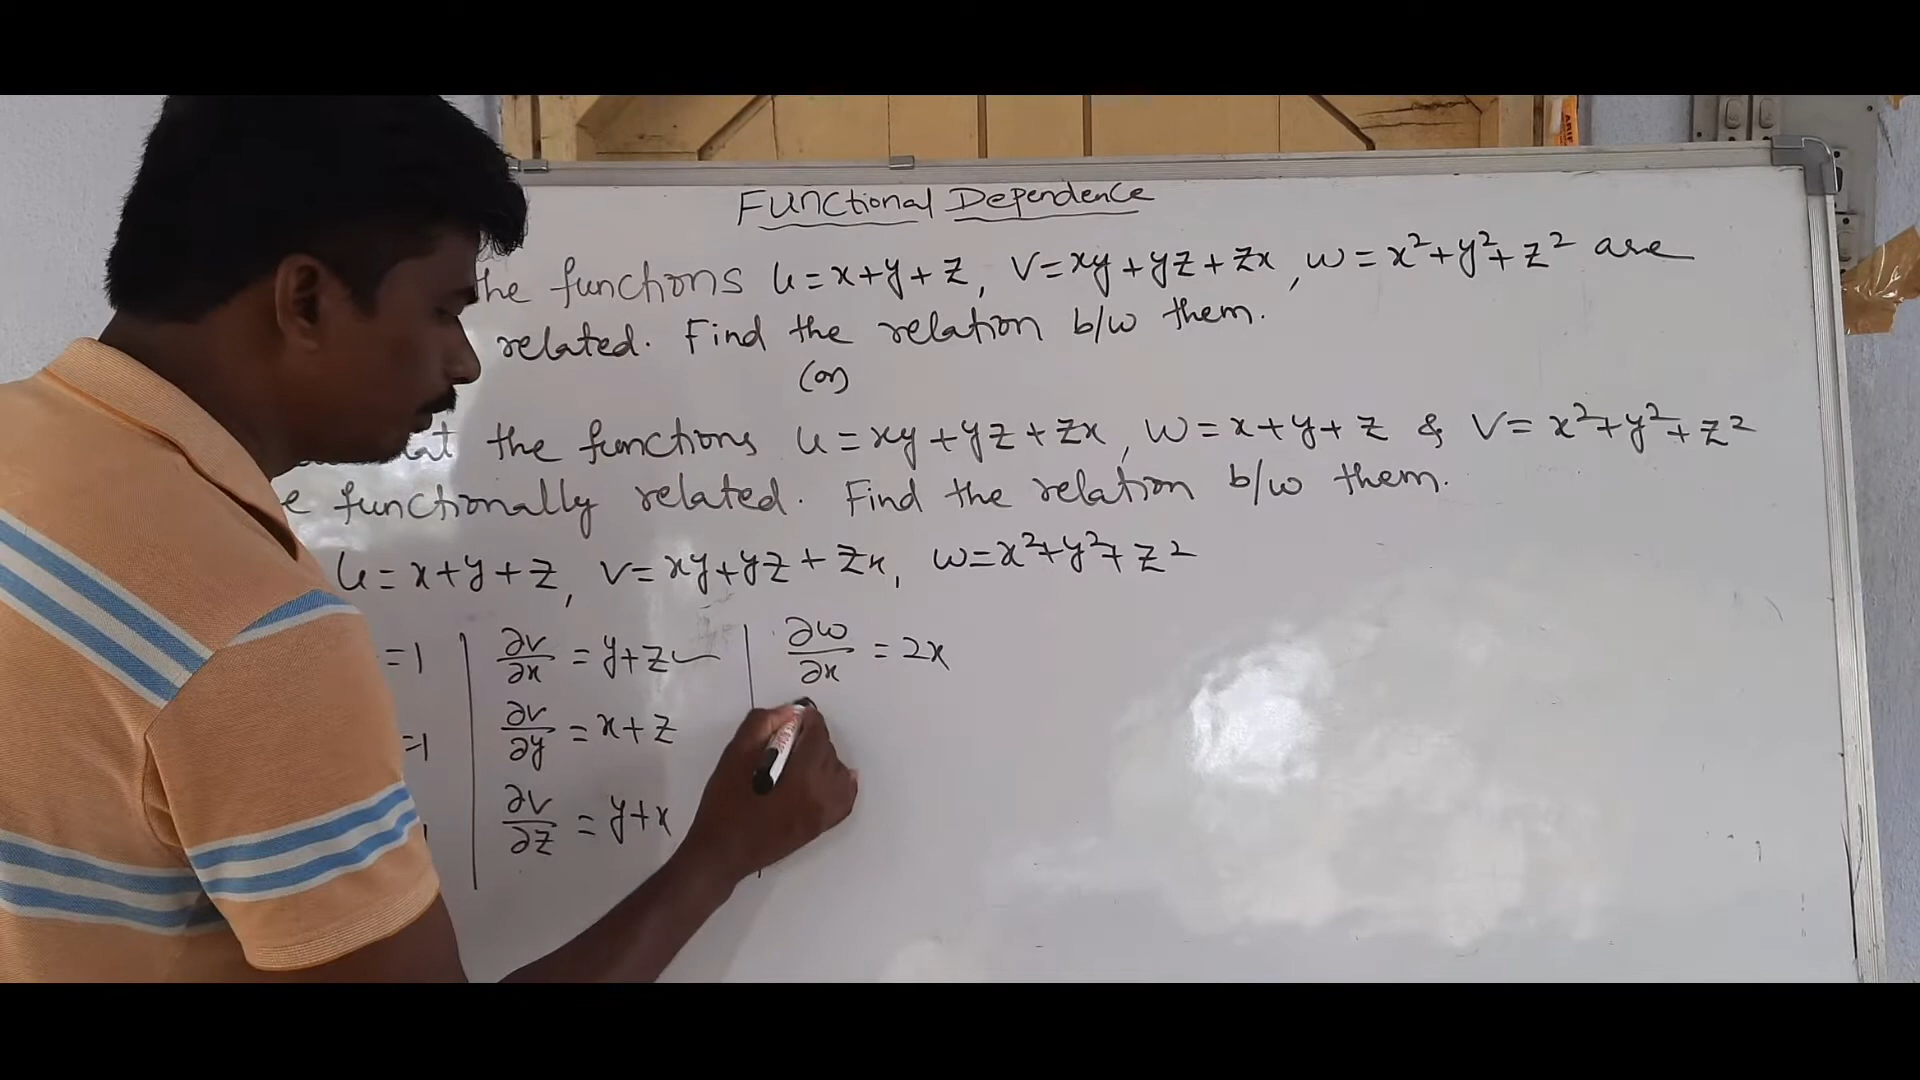 Functional Dependence
the functions u=x+y+z, v=xy+yz+zx, w=x²+y²+z² are
related. Find the relation b/w them.
(or)
the functions u=xy+yz+zx, w=x+y+z & v=x²+y²+z²
functionally related. Find the relation b/w them.
u=x+y+z, v=xy+yz+zx, w=x²+y²+z²
=1 | ∂v/∂x = y+z | ∂w/∂x = 2x
=1 | ∂v/∂y = x+z
1 | ∂v/∂z = y+x